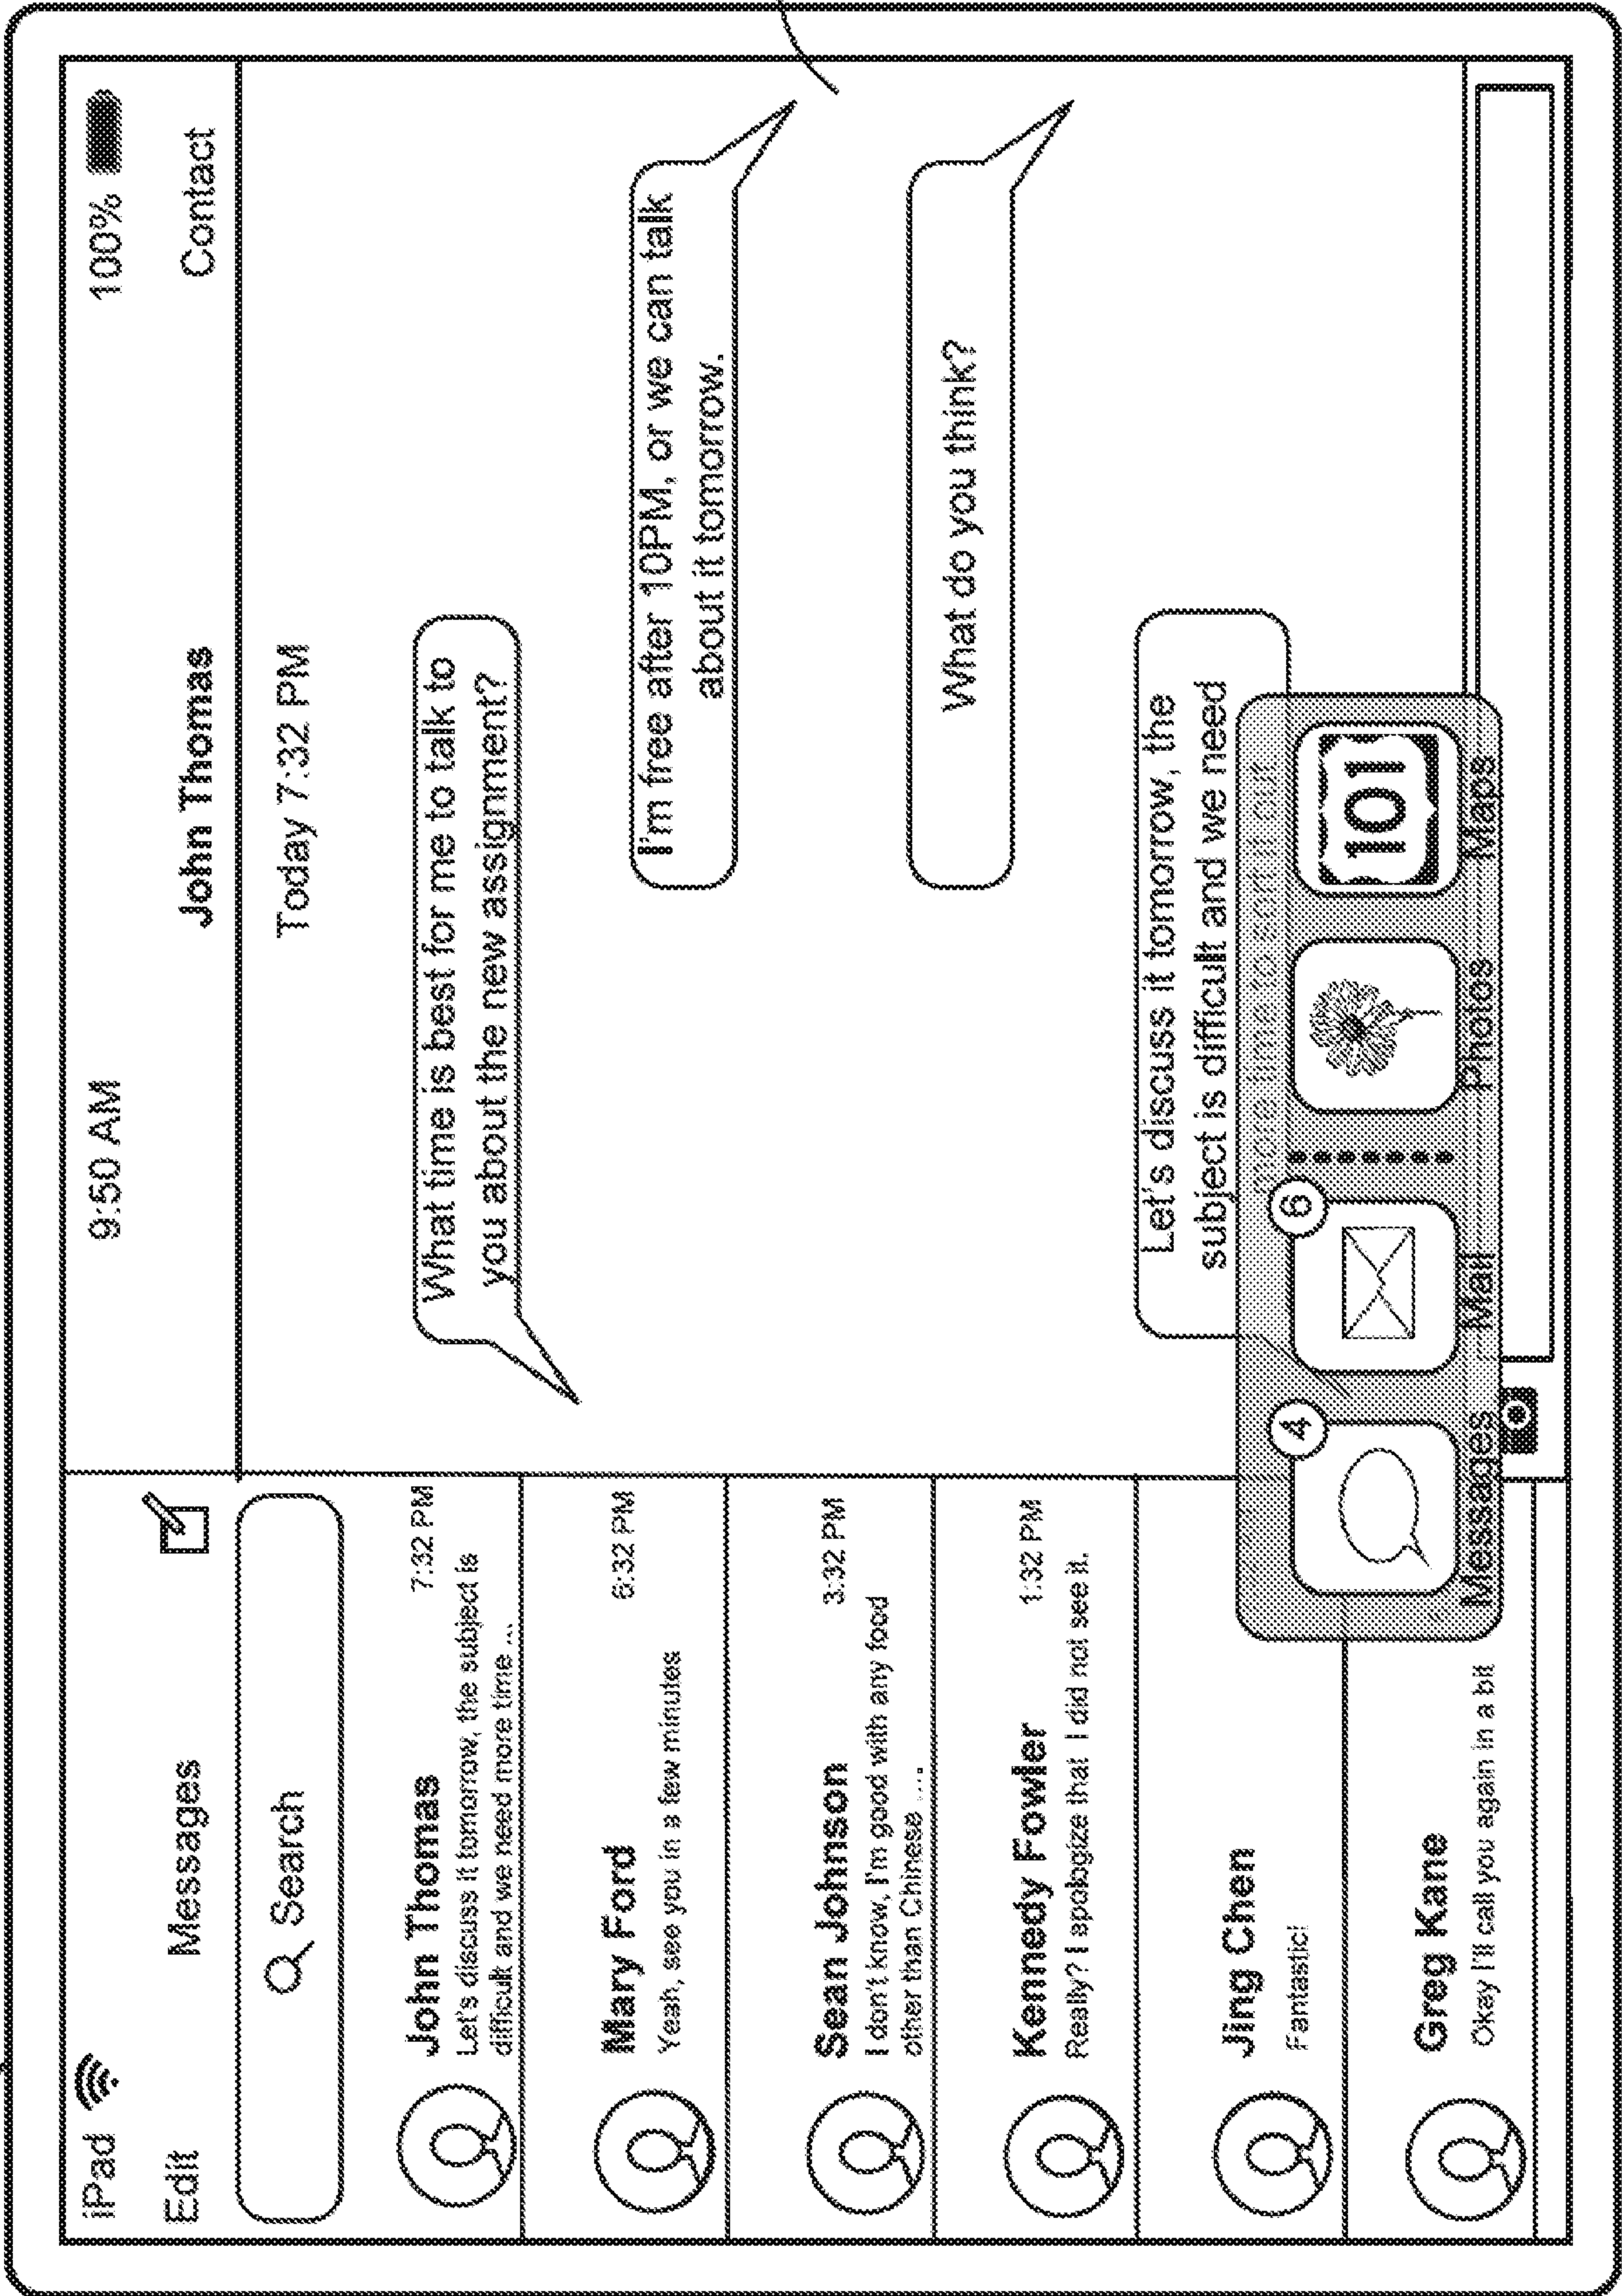 iPad
9:50 AM
100%
Edit
Messages
John Thomas
Contact
Search
John Thomas
7:32 PM
Let's discuss it tomorrow, the subject is
difficult and we need more time ...
Mary Ford
6:32 PM
Yeah, see you in a few minutes
Sean Johnson
3:32 PM
I don't know, I'm good with any food
other than Chinese ....
Kennedy Fowler
1:32 PM
Really? I apologize that I did not see it.
Jing Chen
Fantastic!
Greg Kane
Okay I'll call you again in a bit
Today 7:32 PM
What time is best for me to talk to
you about the new assignment?
I'm free after 10PM, or we can talk
about it tomorrow.
What do you think?
Let's discuss it tomorrow, the
subject is difficult and we need
more time to sort it out.
4
6
101
Messages
Mail
Photos
Maps